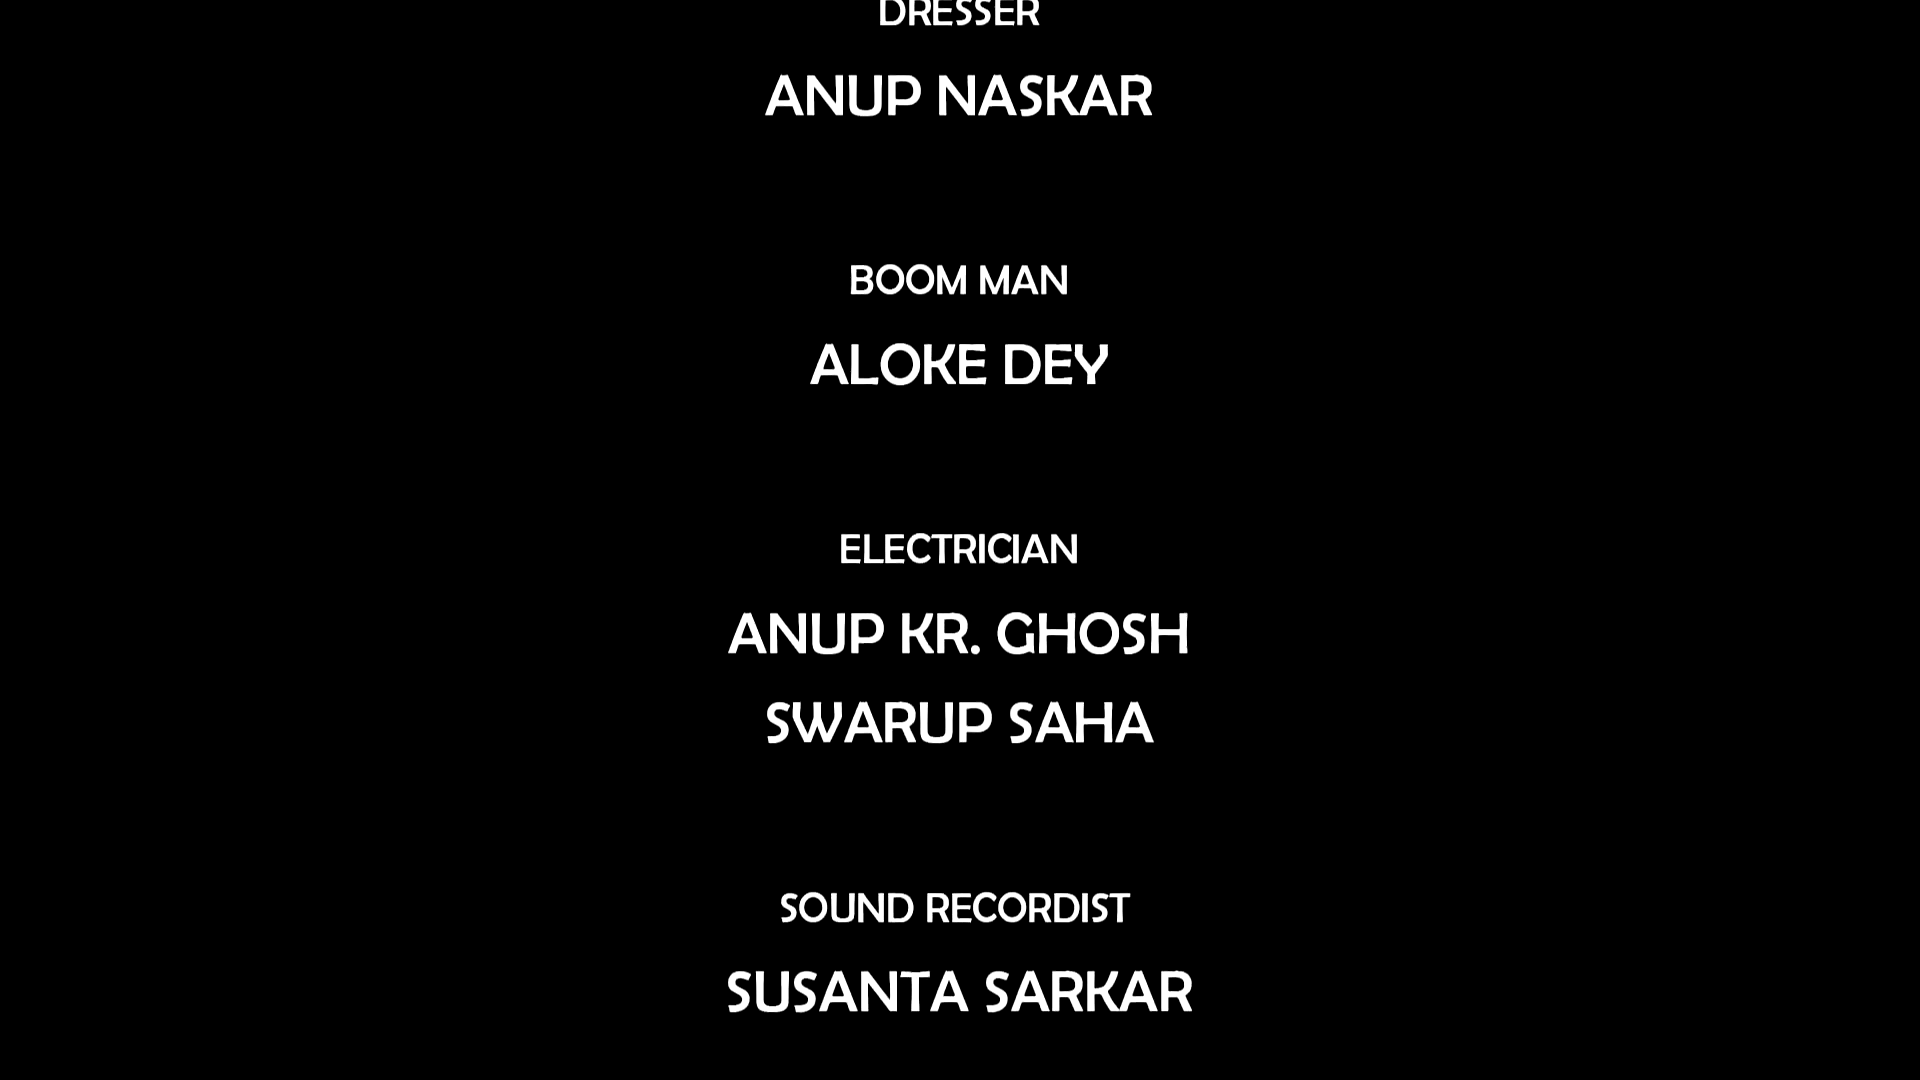 DRESSER
ANUP NASKAR
BOOM MAN
ALOKE DEY
ELECTRICIAN
ANUP KR. GHOSH
SWARUP SAHA
SOUND RECORDIST
SUSANTA SARKAR